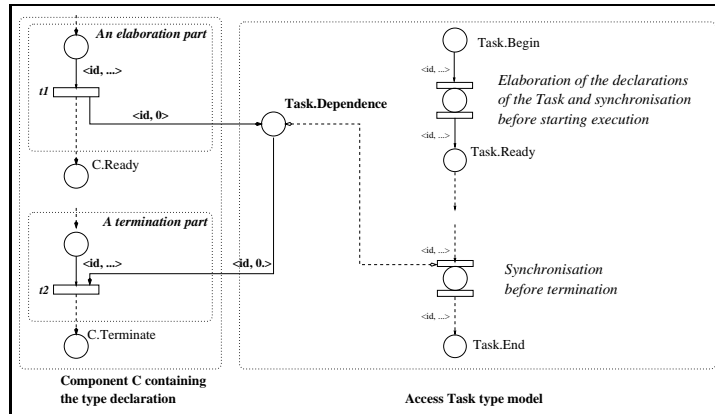 An elaboration part
<id, ...>
t1
<id, 0>
C.Ready
A termination part
<id, ...>
<id, 0.>
t2
C.Terminate
Component C containing
the type declaration
Task.Dependence
Task.Begin
<id, ...>
Elaboration of the declarations
of the Task and synchronisation
before starting execution
<id, ...>
Task.Ready
<id, ...>
Synchronisation
before termination
<id, ...>
Task.End
Access Task type model